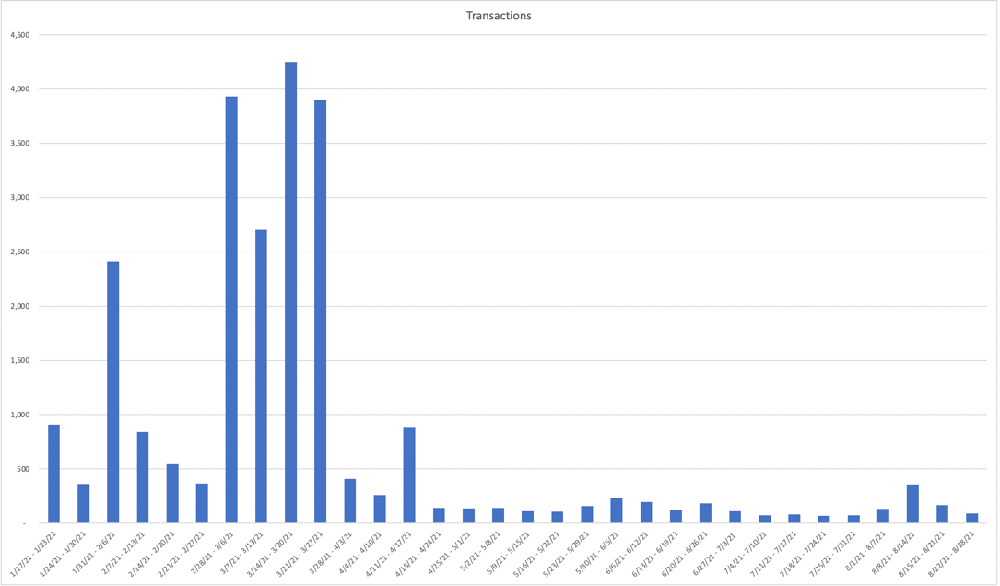 Transactions
4,500
4,000
3,500
3,000
2,500
2,000
1,500
1,000
500
-
1/17/21 - 1/23/21
1/24/21 - 1/30/21
1/31/21 - 2/6/21
2/7/21 - 2/13/21
2/14/21 - 2/20/21
2/21/21 - 2/27/21
2/28/21 - 3/6/21
3/7/21 - 3/13/21
3/14/21 - 3/20/21
3/21/21 - 3/27/21
3/28/21 - 4/3/21
4/4/21 - 4/10/21
4/11/21 - 4/17/21
4/18/21 - 4/24/21
4/25/21 - 5/1/21
5/2/21 - 5/8/21
5/9/21 - 5/15/21
5/16/21 - 5/22/21
5/23/21 - 5/29/21
5/30/21 - 6/5/21
6/6/21 - 6/12/21
6/13/21 - 6/19/21
6/20/21 - 6/26/21
6/27/21 - 7/3/21
7/4/21 - 7/10/21
7/11/21 - 7/17/21
7/18/21 - 7/24/21
7/25/21 - 7/31/21
8/1/21 - 8/7/21
8/8/21 - 8/14/21
8/15/21 - 8/21/21
8/22/21 - 8/28/21